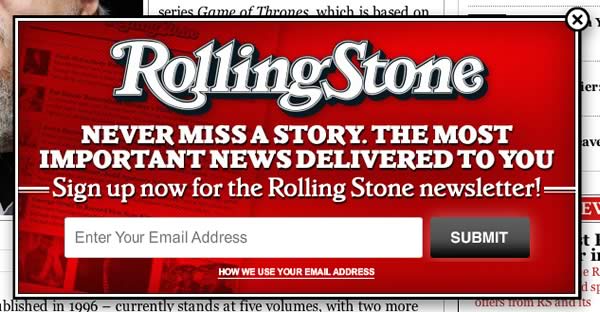 series Game of Thrones, which is based on
RollingStone
NEVER MISS A STORY. THE MOST
IMPORTANT NEWS DELIVERED TO YOU
Sign up now for the Rolling Stone newsletter!
Enter Your Email Address
SUBMIT
HOW WE USE YOUR EMAIL ADDRESS
in 1996 – currently stands at five volumes, with two more
offers from RS and its